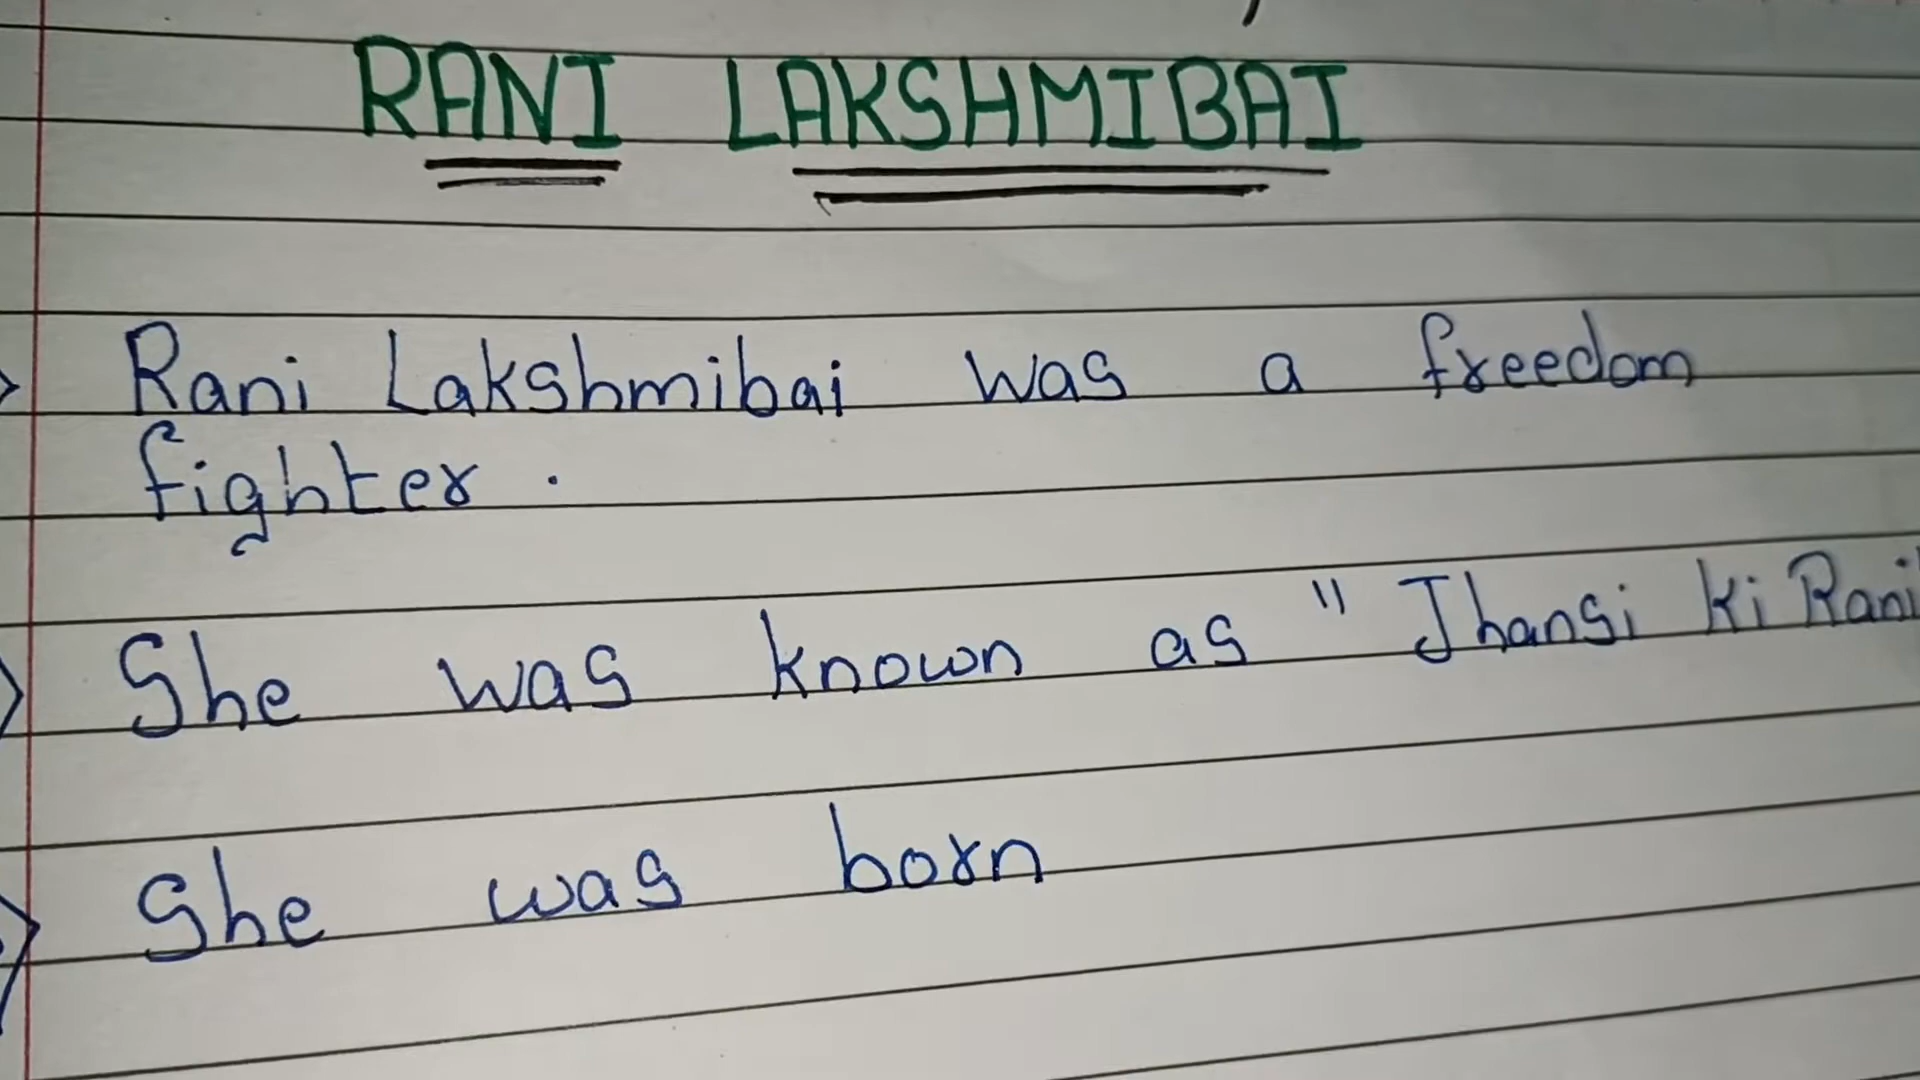 RANI LAKSHMIBAI
Rani Lakshmibai was a freedom
fighter.
She was known as "Jhansi ki Rani
She was born